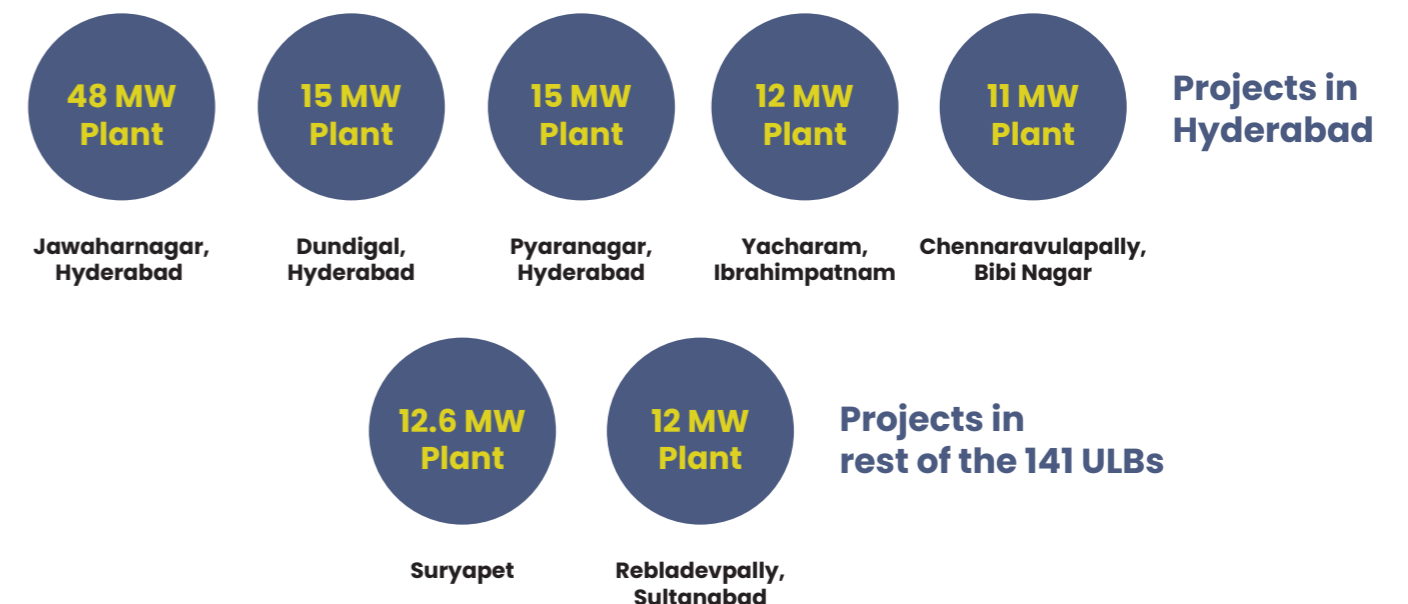 48 MW
Plant
15 MW
Plant
15 MW
Plant
12 MW
Plant
11 MW
Plant
Projects in
Hyderabad
Jawaharnagar,
Hyderabad
Dundigal,
Hyderabad
Pyaranagar,
Hyderabad
Yacharam,
Ibrahimpatnam
Chennaravulapally,
Bibi Nagar
12.6 MW
Plant
12 MW
Plant
Projects in
rest of the 141 ULBs
Suryapet
Rebladevpally,
Sultanabad